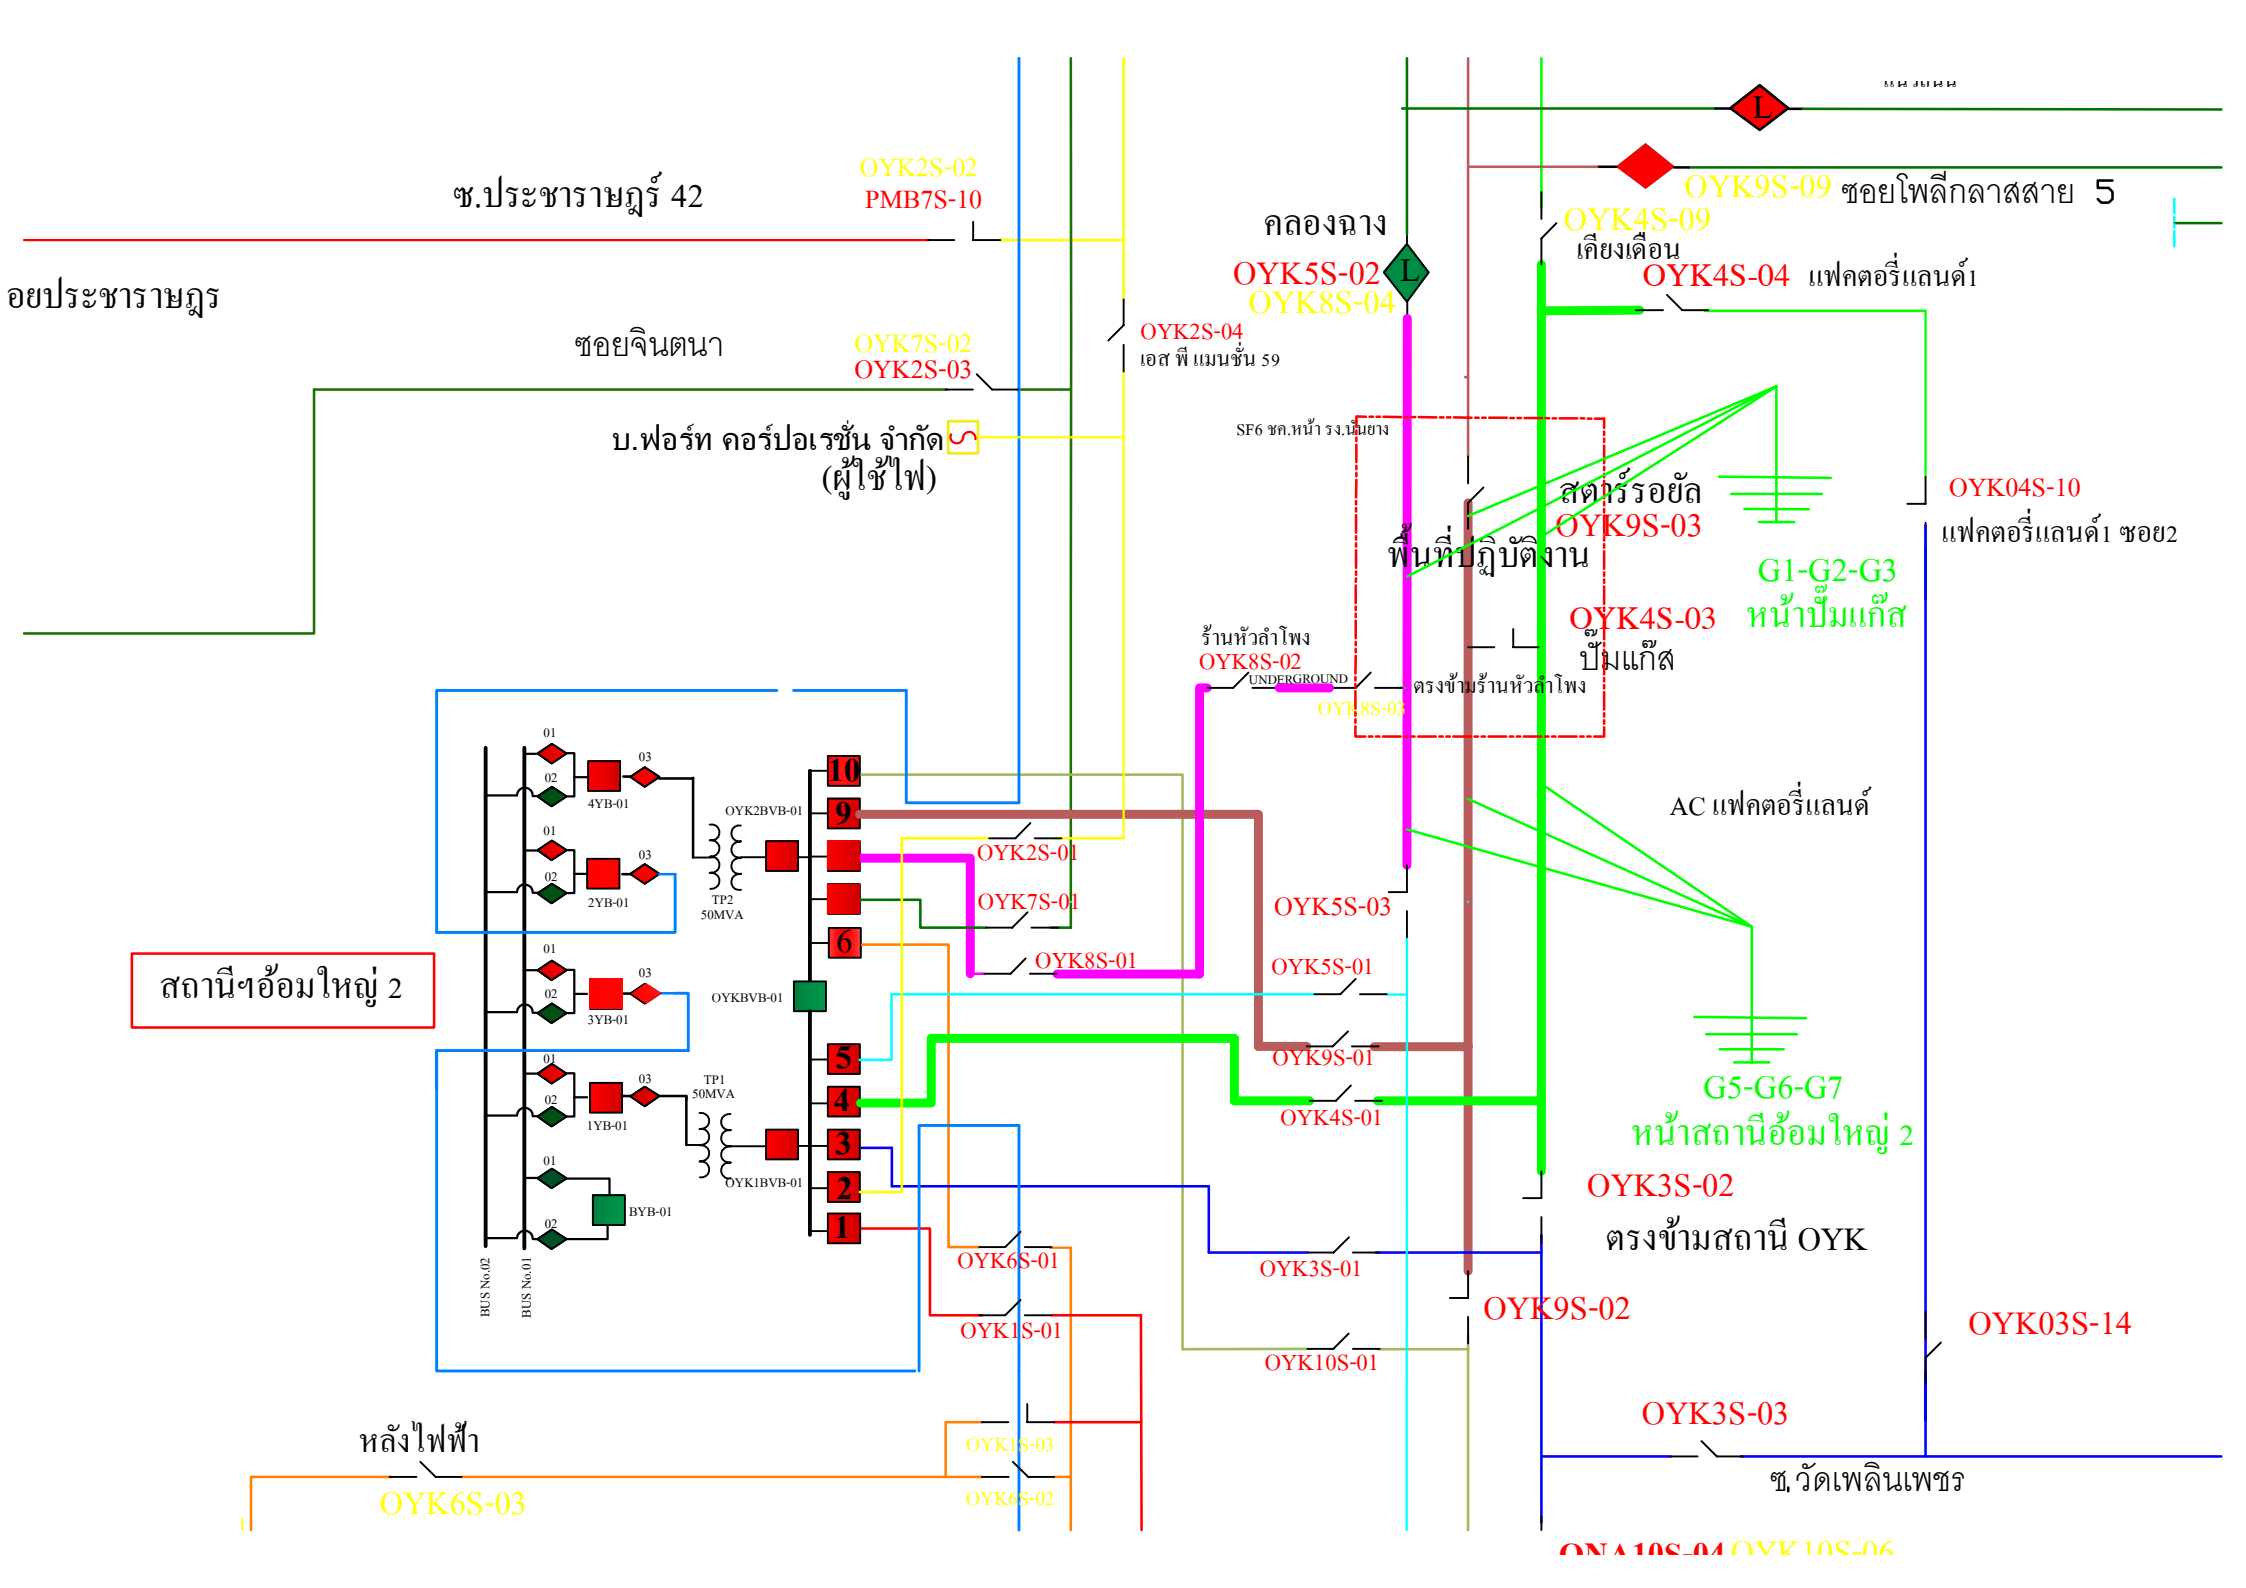 OYK2S-02
ซ.ประชาราษฎร์ 42
PMB7S-10
อยประชาราษฎร
ซอยจินตนา
OYK7S-02
OYK2S-03
OYK2S-04
เอส พี แมนชั่น 59
บ.ฟอร์ท คอร์ปอเรชั่น จำกัด
(ผู้ใช้ไฟ)
L
OYK9S-09
ซอยโพลีกลาสสาย 5
OYK4S-09
เคียงเดือน
คลองฉาง
OYK5S-02
L
OYK8S-04
OYK4S-04
แฟคตอรี่แลนด์1
SF6 ชค.หน้า รง.นันยาง
สตาร์รอยัล
OYK9S-03
พื้นที่ปฏิบัติงาน
OYK04S-10
แฟคตอรี่แลนด์1 ซอย2
G1-G2-G3
หน้าปั๊มแก๊ส
OYK4S-03
ปั๊มแก๊ส
ร้านหัวลำโพง
OYK8S-02
UNDERGROUND
ตรงข้ามร้านหัวลำโพง
OYK8S-03
AC แฟคตอรี่แลนด์
01
03
02
4YB-01
OYK2BVB-01
10
9
01
03
02
2YB-01
TP2
50MVA
OYK2S-01
OYK7S-01
6
OYK8S-01
OYK5S-03
OYK5S-01
สถานีฯอ้อมใหญ่ 2
01
03
02
3YB-01
OYKBVB-01
5
OYK9S-01
01
03
02
1YB-01
TP1
50MVA
4
OYK4S-01
G5-G6-G7
หน้าสถานีอ้อมใหญ่ 2
3
OYK1BVB-01
2
01
BYB-01
02
1
BUS No.02
BUS No.01
OYK3S-02
ตรงข้ามสถานี OYK
OYK6S-01
OYK3S-01
OYK9S-02
OYK1S-01
OYK10S-01
OYK03S-14
OYK3S-03
ซ.วัดเพลินเพชร
หลังไฟฟ้า
OYK1S-03
OYK6S-03
OYK6S-02
ONA10S-04 OYK10S-06